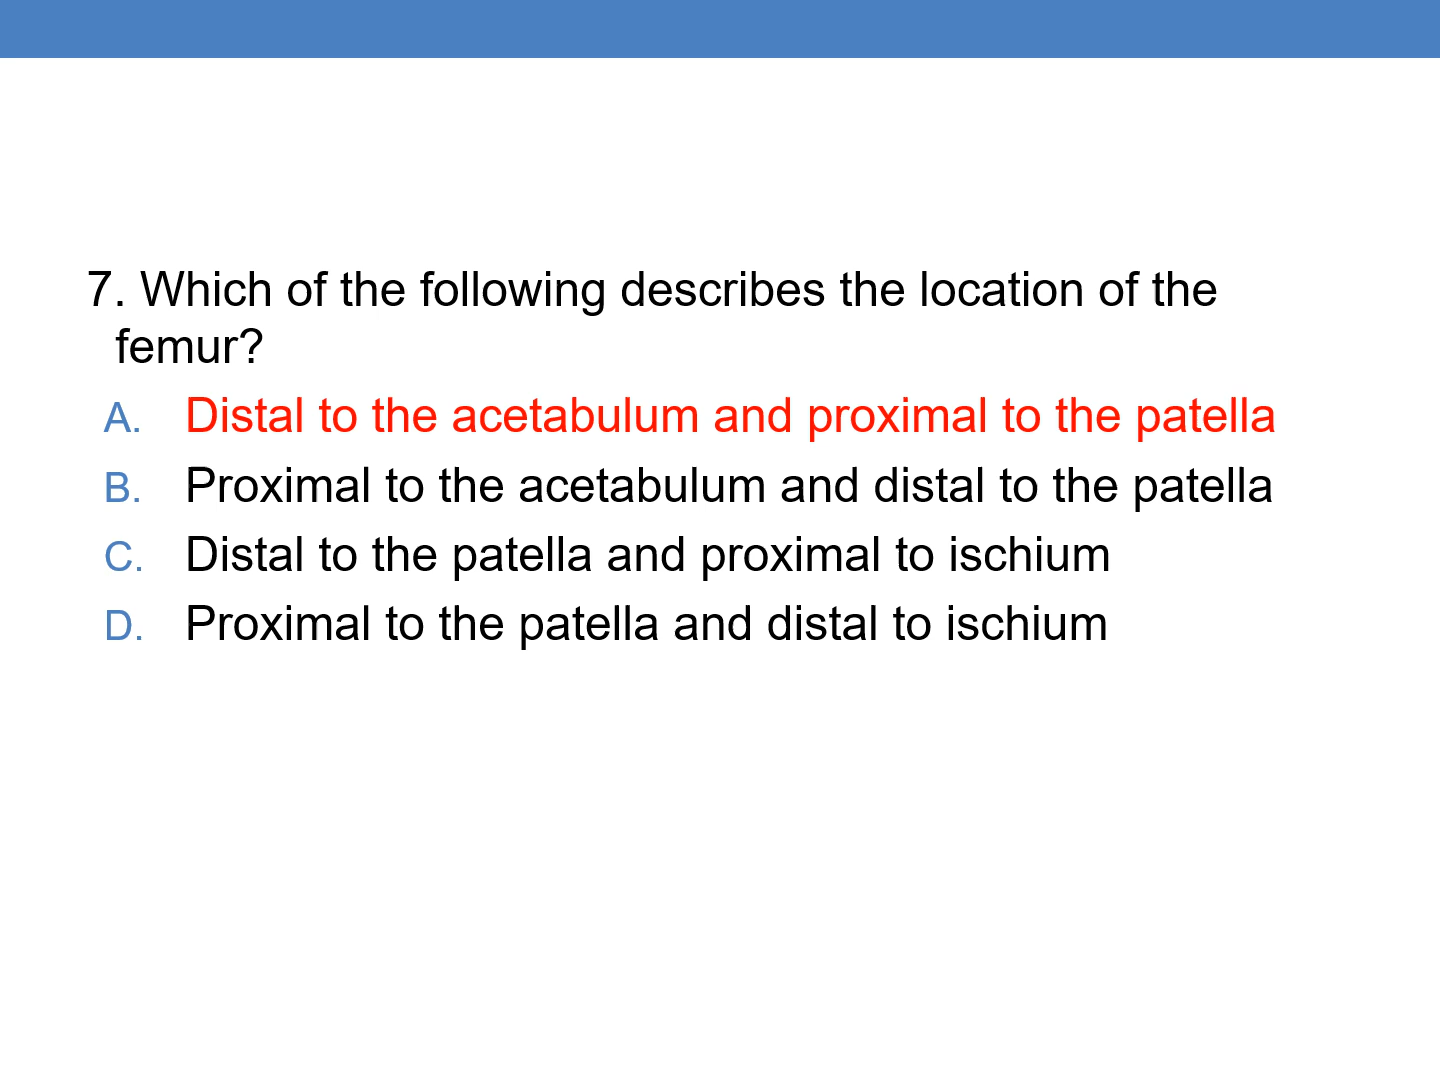 7. Which of the following describes the location of the
femur?
A. Distal to the acetabulum and proximal to the patella
B. Proximal to the acetabulum and distal to the patella
C. Distal to the patella and proximal to ischium
D. Proximal to the patella and distal to ischium